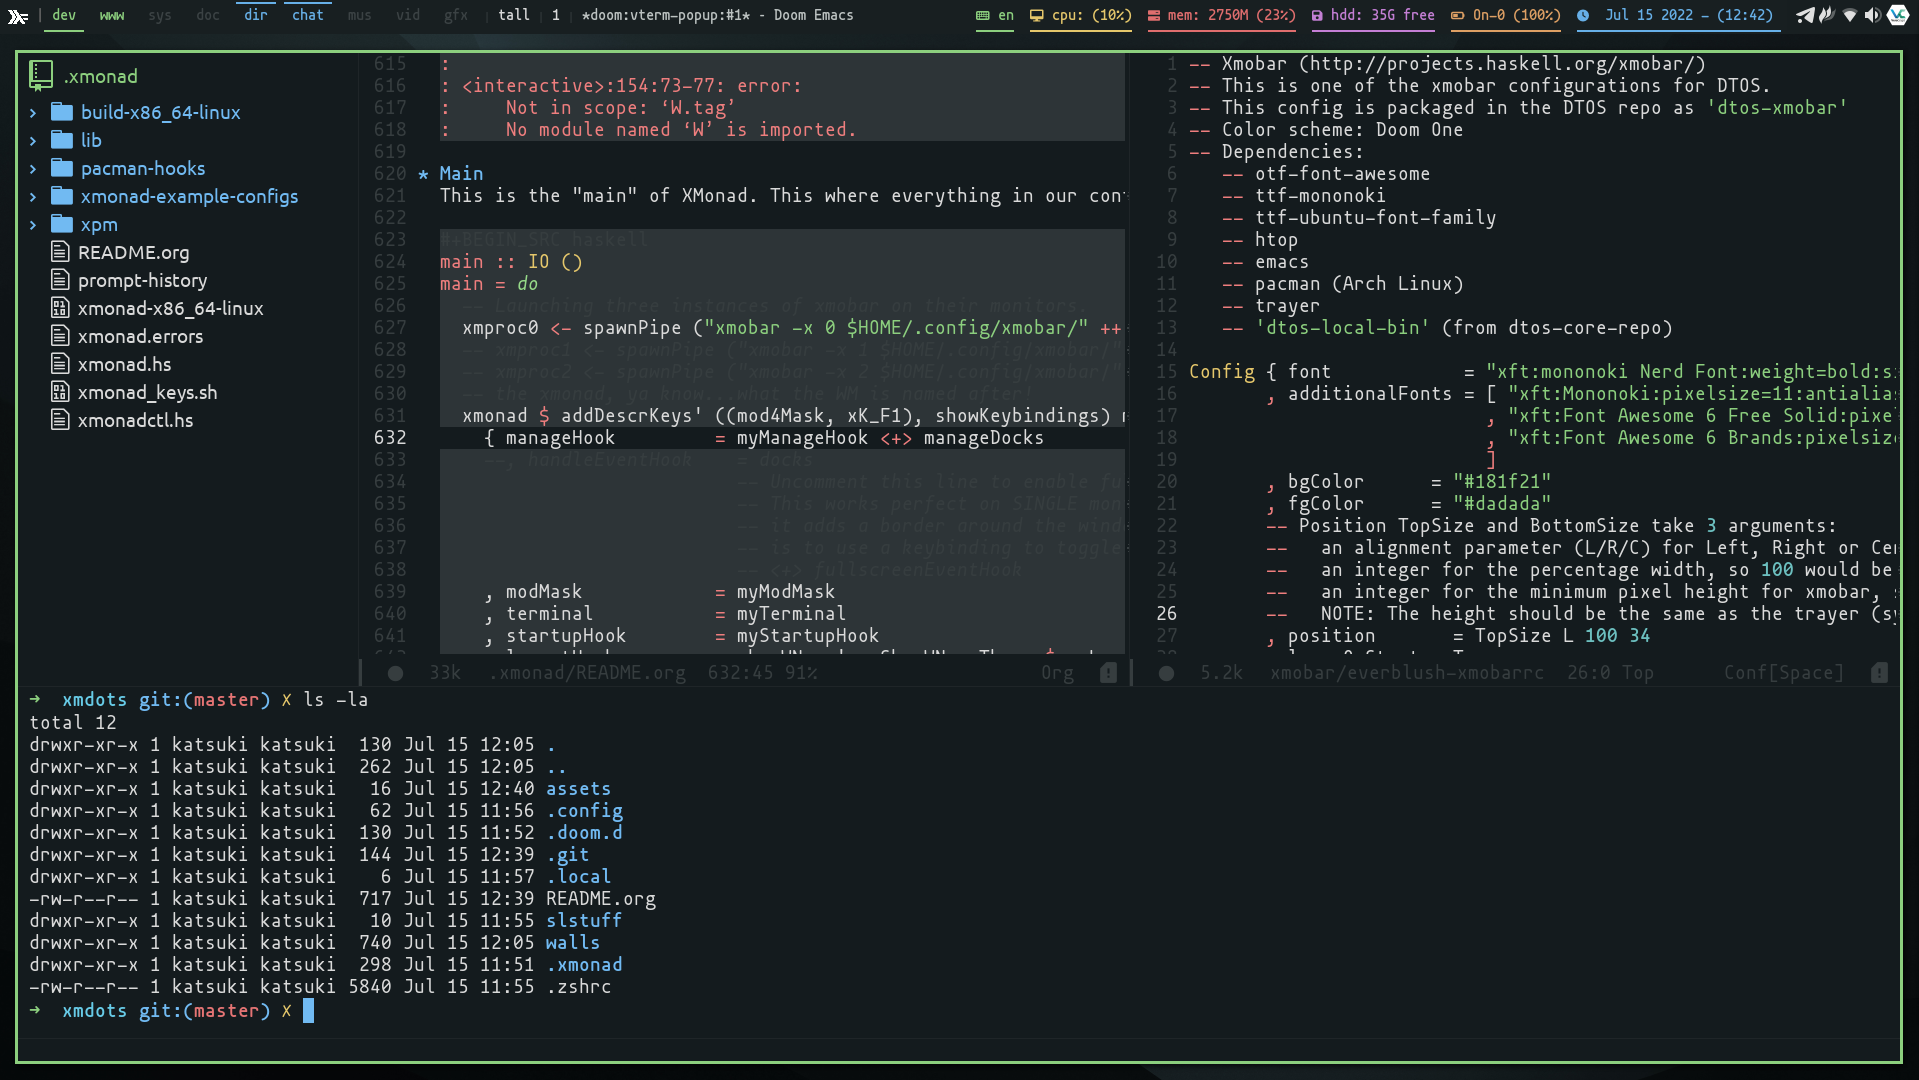 dev www sys doc dir chat mus vid gfx | tall | 1 | *doom:vterm-popup:#1* - Doom Emacs
en cpu: (10%) mem: 2750M (23%) hdd: 35G free On-0 (100%) Jul 15 2022 - (12:42)
.xmonad
build-x86_64-linux
lib
pacman-hooks
xmonad-example-configs
xpm
README.org
prompt-history
xmonad-x86_64-linux
xmonad.errors
xmonad.hs
xmonad_keys.sh
xmonadctl.hs
615 :
616 : <interactive>:154:73-77: error:
617 :     Not in scope: ‘W.tag’
618 :     No module named ‘W’ is imported.
619
620 * Main
621 This is the "main" of XMonad. This where everything in our con
622
623 #+BEGIN_SRC haskell
624 main :: IO ()
625 main = do
626   -- Launching three instances of xmobar on their monitors.
627   xmproc0 <- spawnPipe ("xmobar -x 0 $HOME/.config/xmobar/" ++
628   -- xmproc1 <- spawnPipe ("xmobar -x 1 $HOME/.config/xmobar/"
629   -- xmproc2 <- spawnPipe ("xmobar -x 2 $HOME/.config/xmobar/"
630   -- the xmonad, ya know...what the WM is named after!
631   xmonad $ addDescrKeys' ((mod4Mask, xK_F1), showKeybindings)
632     { manageHook         = myManageHook <+> manageDocks
633     --, handleEventHook    = docks
634                            -- Uncomment this line to enable fu
635                            -- This works perfect on SINGLE mon
636                            -- it adds a border around the wind
637                            -- is to use a keybinding to toggle
638                            -- <+> fullscreenEventHook
639     , modMask            = myModMask
640     , terminal           = myTerminal
641     , startupHook        = myStartupHook
33k .xmonad/README.org 632:45 91% Org
1 -- Xmobar (http://projects.haskell.org/xmobar/)
2 -- This is one of the xmobar configurations for DTOS.
3 -- This config is packaged in the DTOS repo as 'dtos-xmobar'
4 -- Color scheme: Doom One
5 -- Dependencies:
6    -- otf-font-awesome
7    -- ttf-mononoki
8    -- ttf-ubuntu-font-family
9    -- htop
10    -- emacs
11    -- pacman (Arch Linux)
12    -- trayer
13    -- 'dtos-local-bin' (from dtos-core-repo)
14
15 Config { font            = "xft:mononoki Nerd Font:weight=bold:si
16        , additionalFonts = [ "xft:Mononoki:pixelsize=11:antialia
17                            , "xft:Font Awesome 6 Free Solid:pixe
18                            , "xft:Font Awesome 6 Brands:pixelsize
19                            ]
20        , bgColor      = "#181f21"
21        , fgColor      = "#dadada"
22        -- Position TopSize and BottomSize take 3 arguments:
23        --   an alignment parameter (L/R/C) for Left, Right or Ce
24        --   an integer for the percentage width, so 100 would be
25        --   an integer for the minimum pixel height for xmobar,
26        --   NOTE: The height should be the same as the trayer (sy
27        , position       = TopSize L 100 34
5.2k xmobar/everblush-xmobarrc 26:0 Top Conf[Space]
➜  xmdots git:(master) ✗ ls -la
total 12
drwxr-xr-x 1 katsuki katsuki  130 Jul 15 12:05 .
drwxr-xr-x 1 katsuki katsuki  262 Jul 15 12:05 ..
drwxr-xr-x 1 katsuki katsuki   16 Jul 15 12:40 assets
drwxr-xr-x 1 katsuki katsuki   62 Jul 15 11:56 .config
drwxr-xr-x 1 katsuki katsuki  130 Jul 15 11:52 .doom.d
drwxr-xr-x 1 katsuki katsuki  144 Jul 15 12:39 .git
drwxr-xr-x 1 katsuki katsuki    6 Jul 15 11:57 .local
-rw-r--r-- 1 katsuki katsuki  717 Jul 15 12:39 README.org
drwxr-xr-x 1 katsuki katsuki   10 Jul 15 11:55 slstuff
drwxr-xr-x 1 katsuki katsuki  740 Jul 15 12:05 walls
drwxr-xr-x 1 katsuki katsuki  298 Jul 15 11:51 .xmonad
-rw-r--r-- 1 katsuki katsuki 5840 Jul 15 11:55 .zshrc
➜  xmdots git:(master) ✗